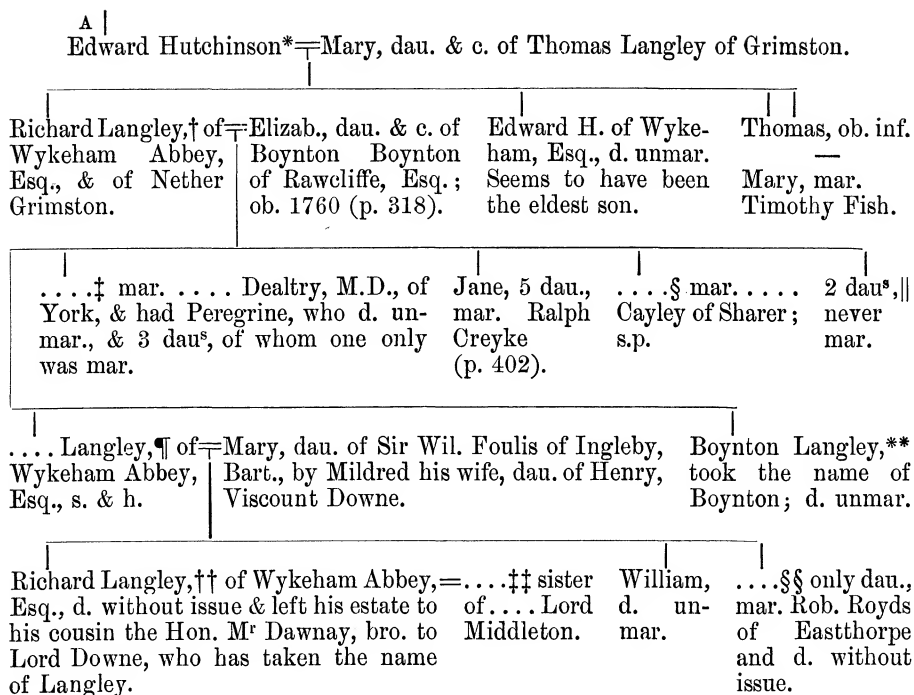 A
Edward Hutchinson*=Mary, dau. & c. of Thomas Langley of Grimston.
Richard Langley,† of=
Wykeham Abbey,
Esq., & of Nether
Grimston.
Elizab., dau. & c. of
Boynton Boynton
of Rawcliffe, Esq. ;
ob. 1760 (p. 318).
Edward H. of Wyke-
ham, Esq., d. unmar.
Seems to have been
the eldest son.
Thomas, ob. inf.
—
Mary, mar.
Timothy Fish.
. . . .‡ mar. . . . . . Dealtry, M.D., of
York, & had Peregrine, who d. un-
mar., & 3 dauˢ, of whom one only
was mar.
Jane, 5 dau.,
mar. Ralph
Creyke
(p. 402).
. . . .§ mar. . . . . .
Cayley of Sharer ;
s.p.
2 dauˢ,||
never
mar.
. . . . Langley,¶ of=
Wykeham Abbey,
Esq., s. & h.
Mary, dau. of Sir Wil. Foulis of Ingleby,
Bart., by Mildred his wife, dau. of Henry,
Viscount Downe.
Boynton Langley,**
took the name of
Boynton; d. unmar.
Richard Langley,†† of Wykeham Abbey,=
Esq., d. without issue & left his estate to
his cousin the Hon. Mʳ Dawnay, bro. to
Lord Downe, who has taken the name
of Langley.
. . . .‡‡ sister
of . . . . Lord
Middleton.
William,
d. un-
mar.
. . . .§§ only dau.,
mar. Rob. Royds
of Eastthorpe
and d. without
issue.